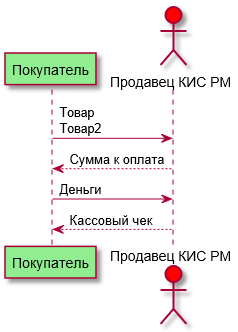 Покупатель
Продавец КИС РМ
Товар
Товар2
Сумма к оплата
Деньги
Кассовый чек
Покупатель
Продавец КИС РМ